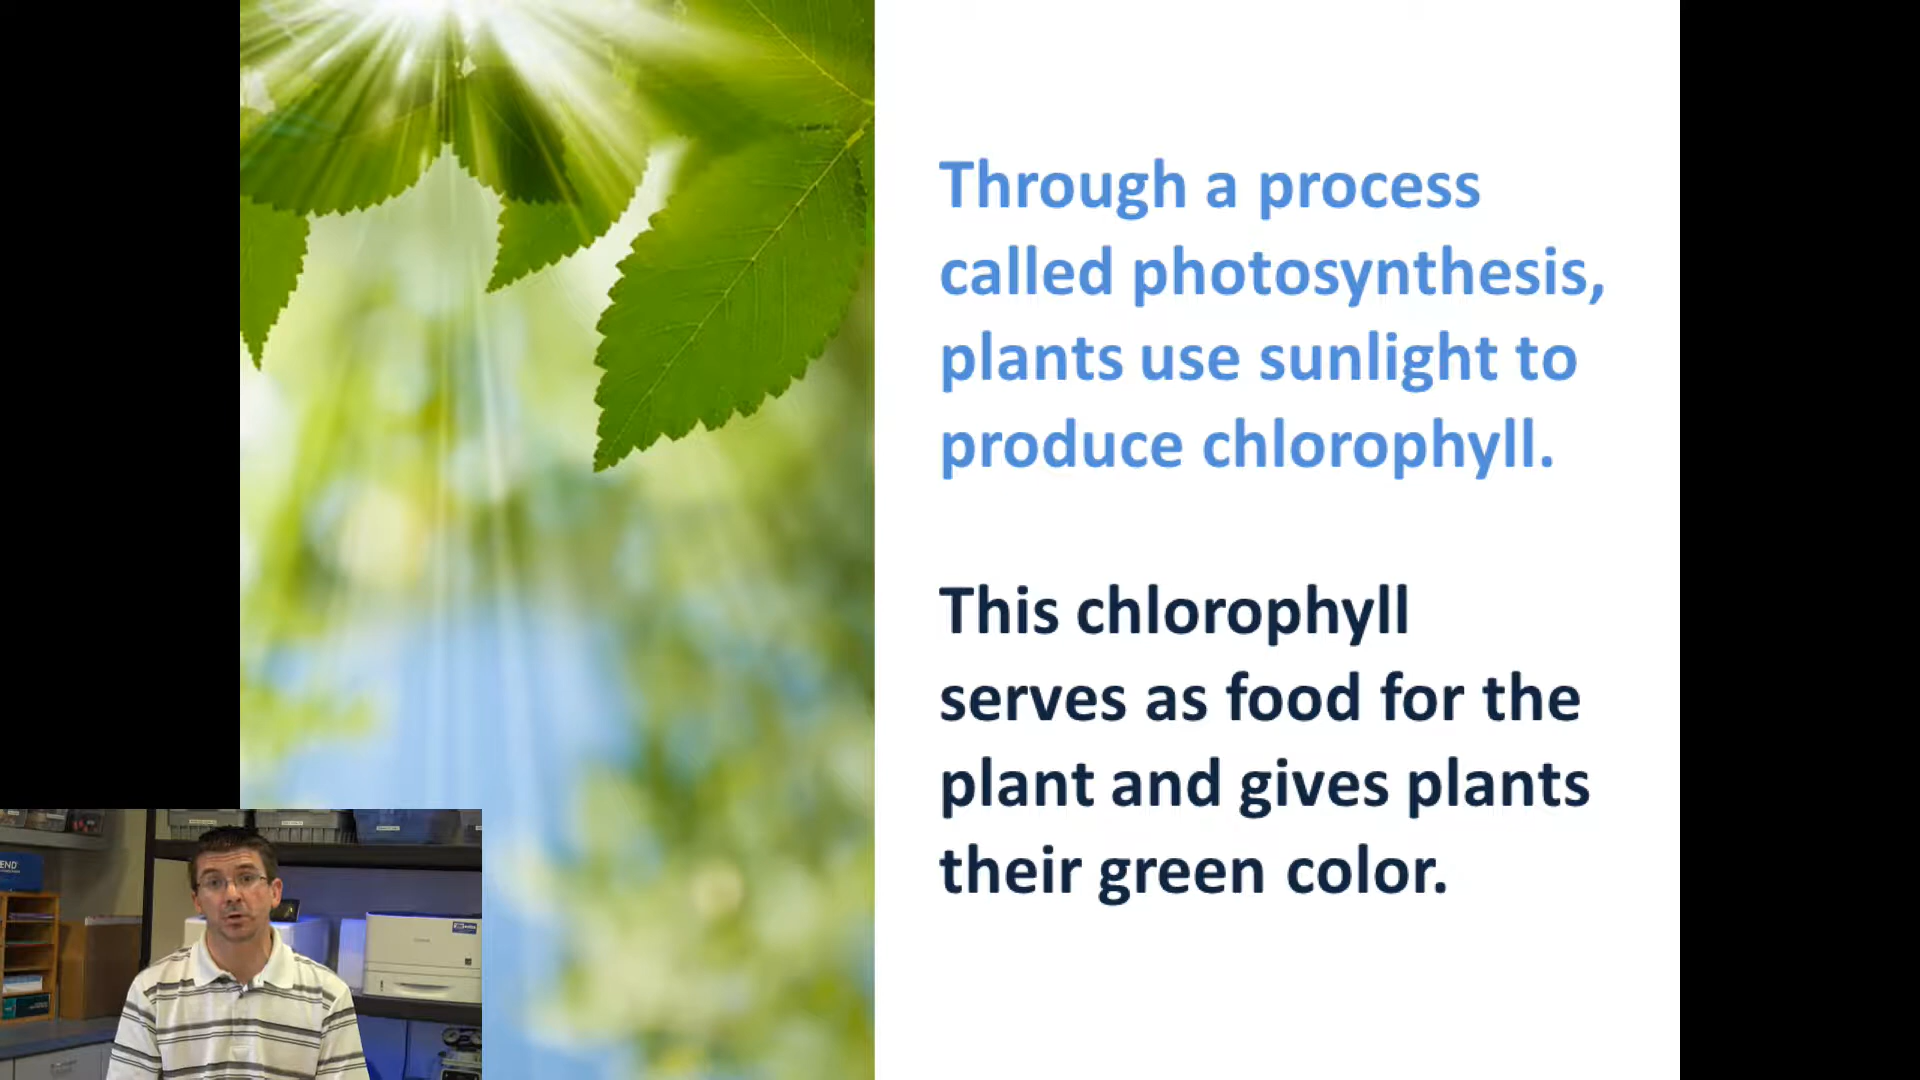 Through a process
called photosynthesis,
plants use sunlight to
produce chlorophyll.
This chlorophyll
serves as food for the
plant and gives plants
their green color.
END